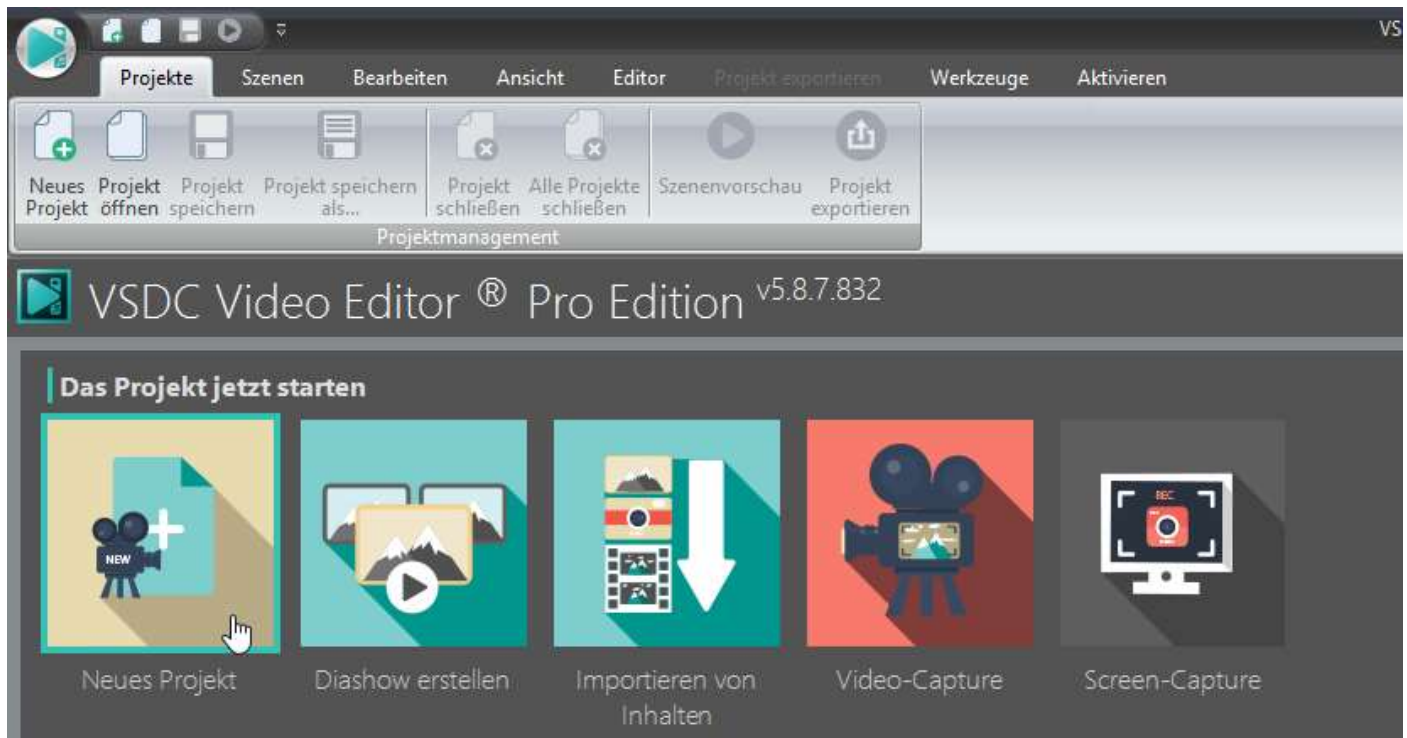 VS
Projekte Szenen Bearbeiten Ansicht Editor Projekt exportieren Werkzeuge Aktivieren
Neues Projekt Projekt Projekt speichern Projekt Alle Projekte Szenenvorschau Projekt
Projekt öffnen speichern als... schließen schließen exportieren
Projektmanagement
VSDC Video Editor ® Pro Edition v5.8.7.832
Das Projekt jetzt starten
NEW
REC
Neues Projekt Diashow erstellen Importieren von Video-Capture Screen-Capture
Inhalten